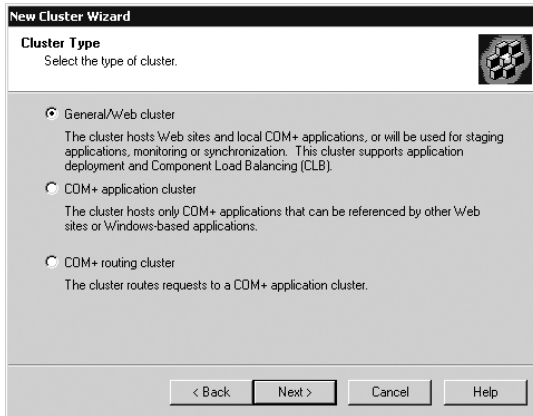 New Cluster Wizard
Cluster Type
Select the type of cluster.
General/Web cluster
The cluster hosts Web sites and local COM+ applications, or will be used for staging
applications, monitoring or synchronization. This cluster supports application
deployment and Component Load Balancing (CLB).
COM+ application cluster
The cluster hosts only COM+ applications that can be referenced by other Web
sites or Windows-based applications.
COM+ routing cluster
The cluster routes requests to a COM+ application cluster.
< Back Next > Cancel Help